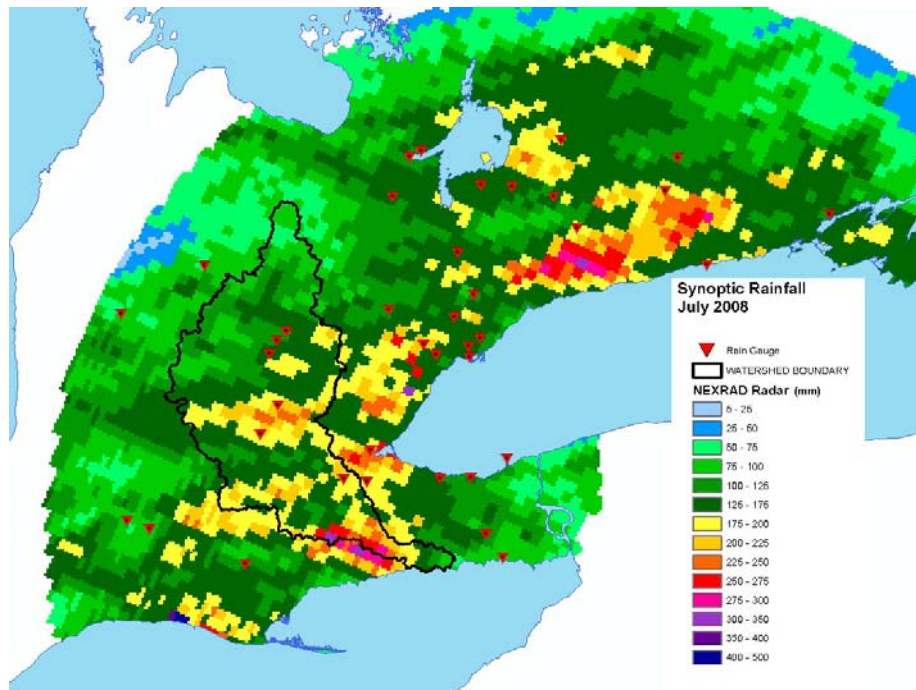 Synoptic Rainfall
July 2008
Rain Gauge
WATERSHED BOUNDARY
NEXRAD Radar (mm)
5 - 25
25 - 50
50 - 75
75 - 100
100 - 125
125 - 175
175 - 200
200 - 225
225 - 250
250 - 275
275 - 300
300 - 350
350 - 400
400 - 500